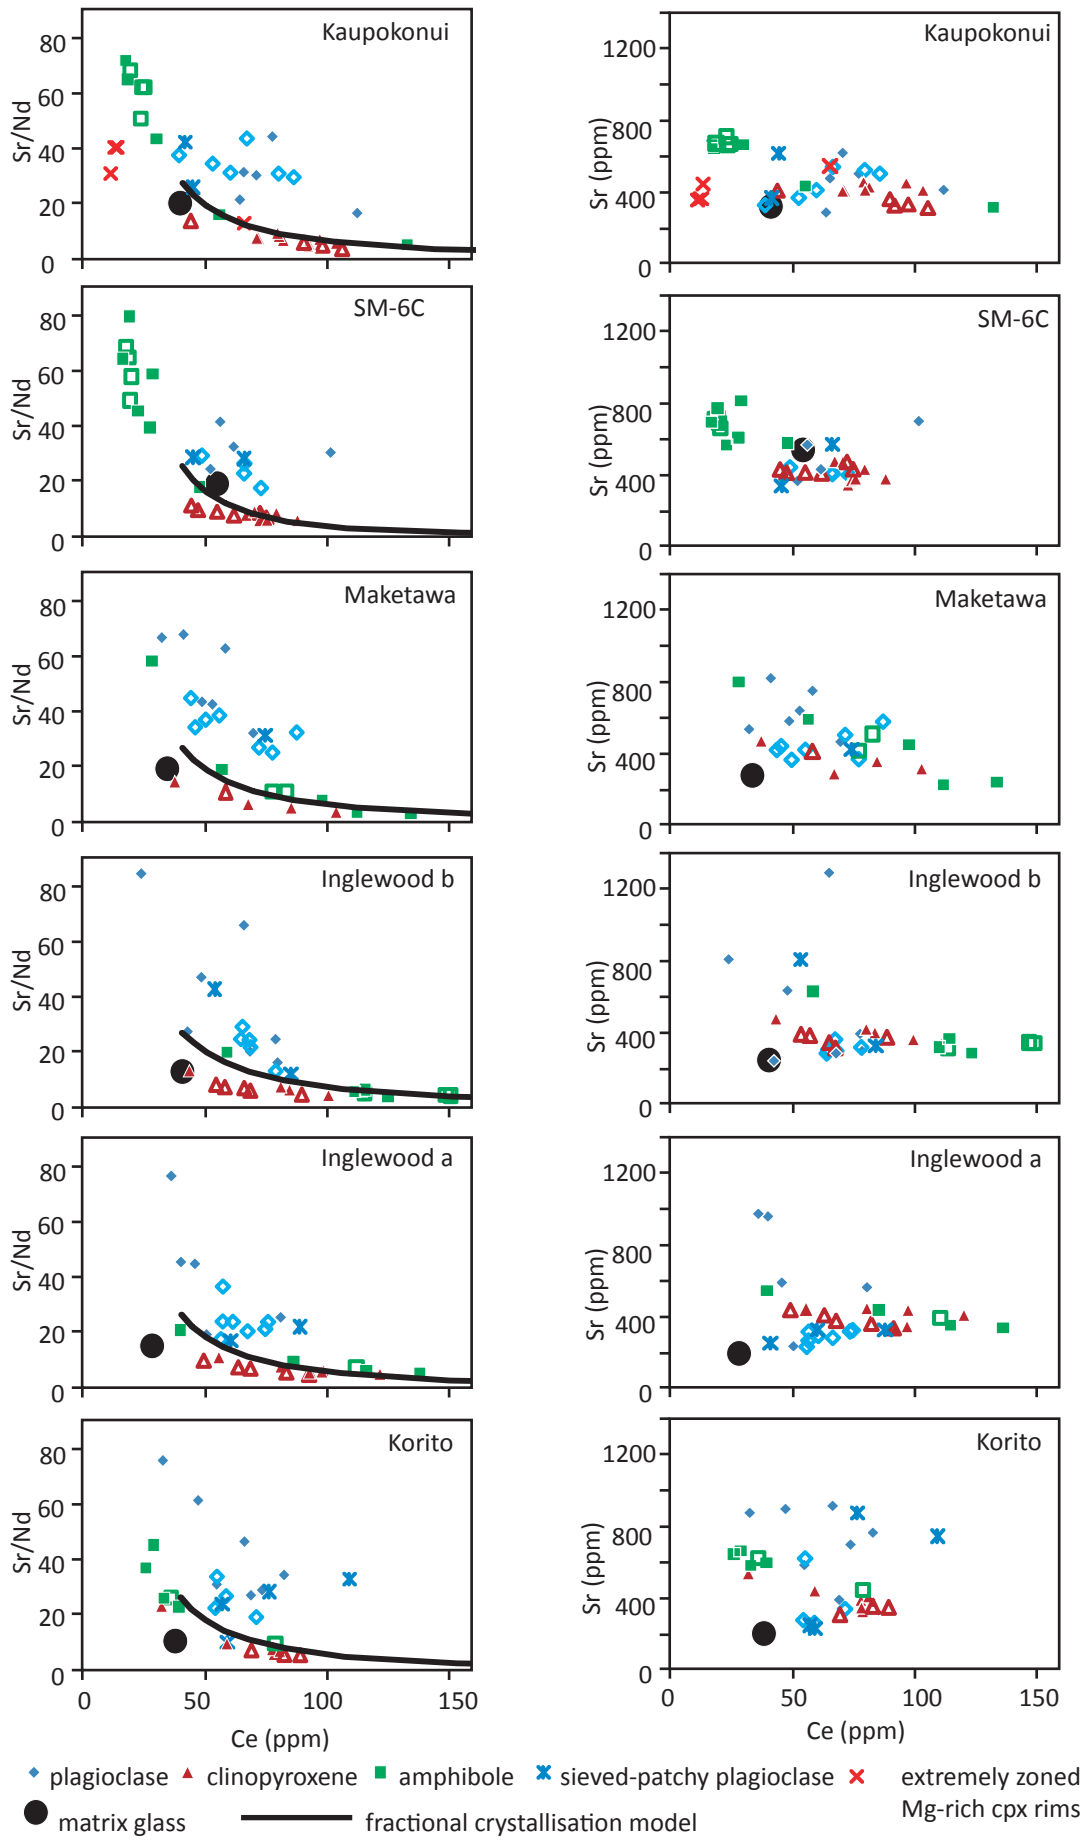 Kaupokonui
80
60
40
20
0
Sr/Nd
Kaupokonui
1200
800
400
0
Sr (ppm)
SM-6C
80
60
40
20
0
Sr/Nd
SM-6C
1200
800
400
0
Sr (ppm)
Maketawa
80
60
40
20
0
Sr/Nd
Maketawa
1200
800
400
0
Sr (ppm)
Inglewood b
80
60
40
20
0
Sr/Nd
Inglewood b
1200
800
400
0
Sr (ppm)
Inglewood a
80
60
40
20
0
Sr/Nd
Inglewood a
1200
800
400
0
Sr (ppm)
Korito
80
60
40
20
0
Sr/Nd
Korito
1200
800
400
0
Sr (ppm)
0 50 100 150
Ce (ppm)
0 50 100 150
Ce (ppm)
plagioclase clinopyroxene amphibole sieved-patchy plagioclase extremely zoned
Mg-rich cpx rims
matrix glass fractional crystallisation model